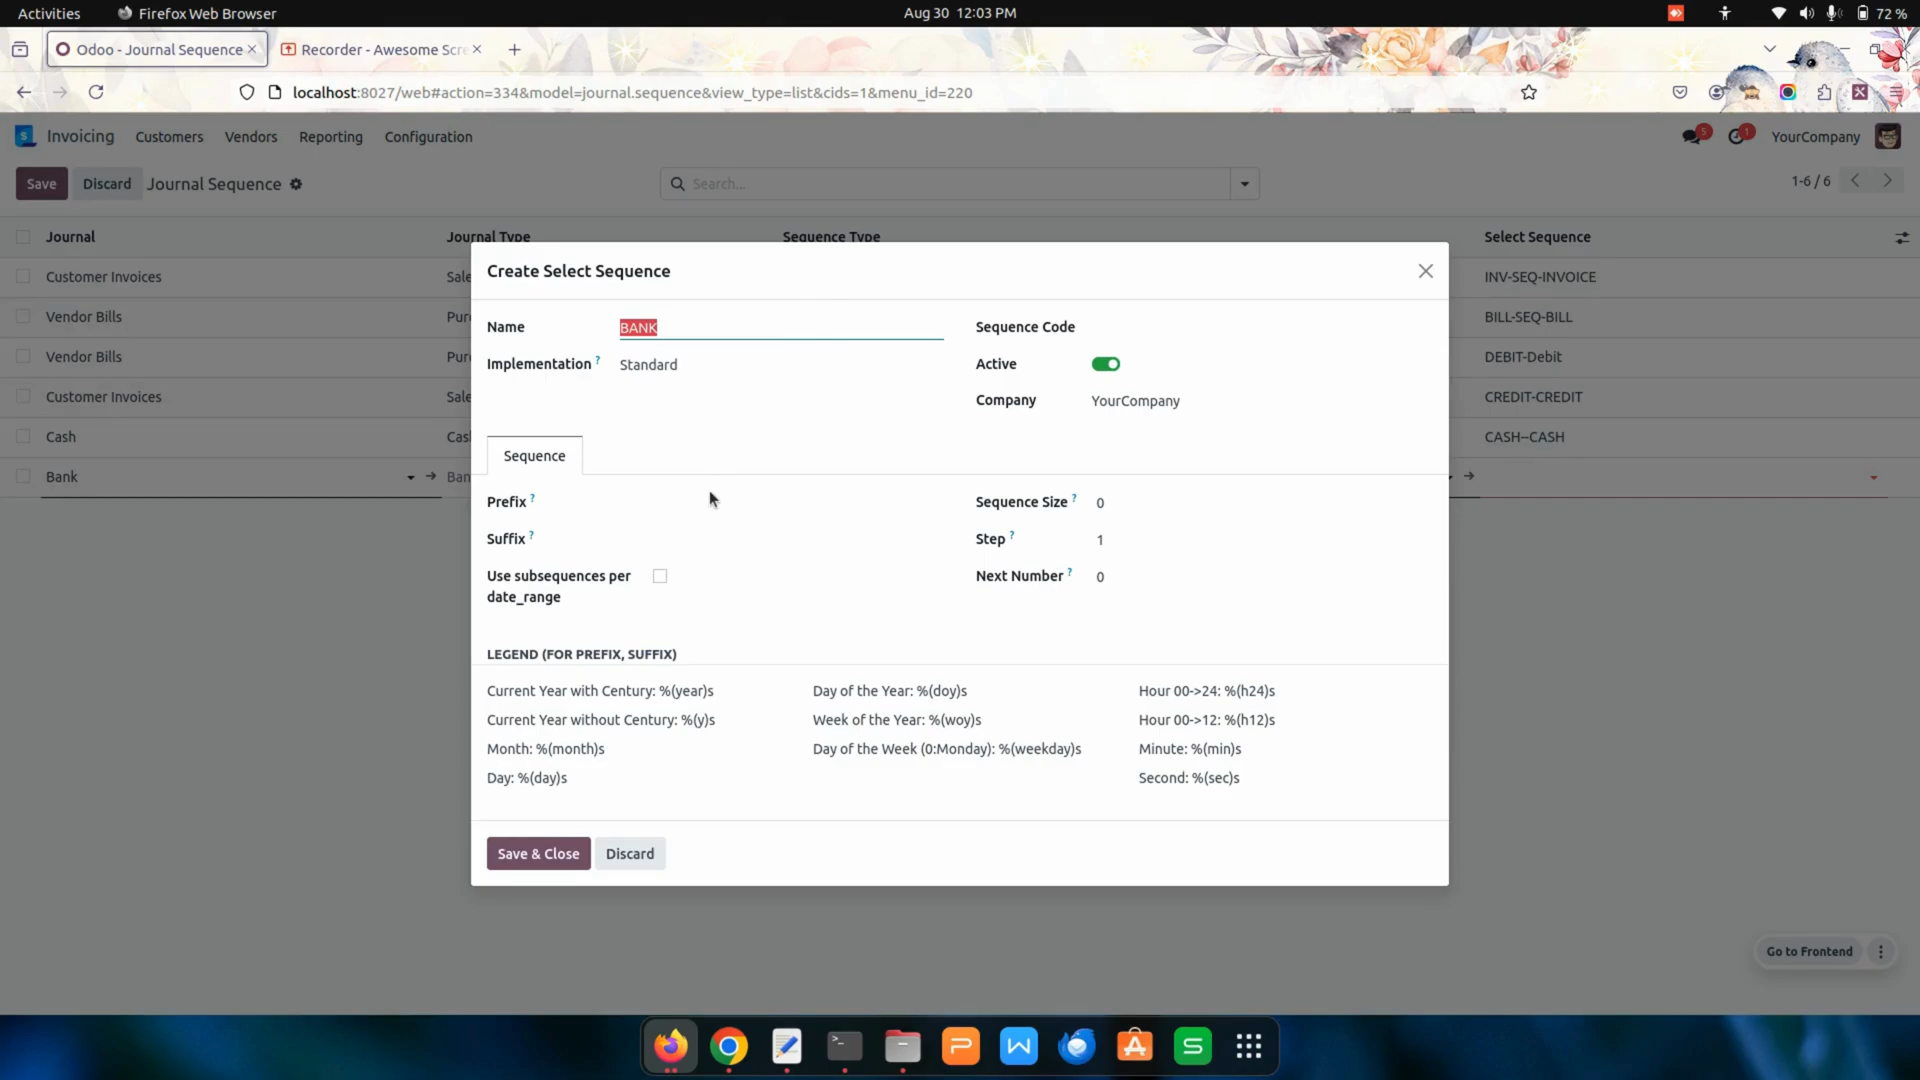 Activities
Firefox Web Browser
Aug 30 12:03 PM
72 %
Odoo - Journal Sequence
Recorder - Awesome Scre
localhost:8027/web#action=334&model=journal.sequence&view_type=list&cids=1&menu_id=220
Invoicing
Customers
Vendors
Reporting
Configuration
5
1
YourCompany
Save
Discard
Journal Sequence
Search...
1-6 / 6
Journal
Journal Type
Sequence Type
Select Sequence
Customer Invoices
Sale
INV-SEQ-INVOICE
Vendor Bills
Pur
BILL-SEQ-BILL
Vendor Bills
Pur
DEBIT-Debit
Customer Invoices
Sale
CREDIT-CREDIT
Cash
Cas
CASH--CASH
Bank
Ban
Create Select Sequence
Name
BANK
Sequence Code
Implementation ?
Standard
Active
Company
YourCompany
Sequence
Prefix ?
Sequence Size ?
0
Suffix ?
Step ?
1
Use subsequences per
date_range
Next Number ?
0
LEGEND (FOR PREFIX, SUFFIX)
Current Year with Century: %(year)s
Day of the Year: %(doy)s
Hour 00->24: %(h24)s
Current Year without Century: %(y)s
Week of the Year: %(woy)s
Hour 00->12: %(h12)s
Month: %(month)s
Day of the Week (0:Monday): %(weekday)s
Minute: %(min)s
Day: %(day)s
Second: %(sec)s
Save & Close
Discard
Go to Frontend